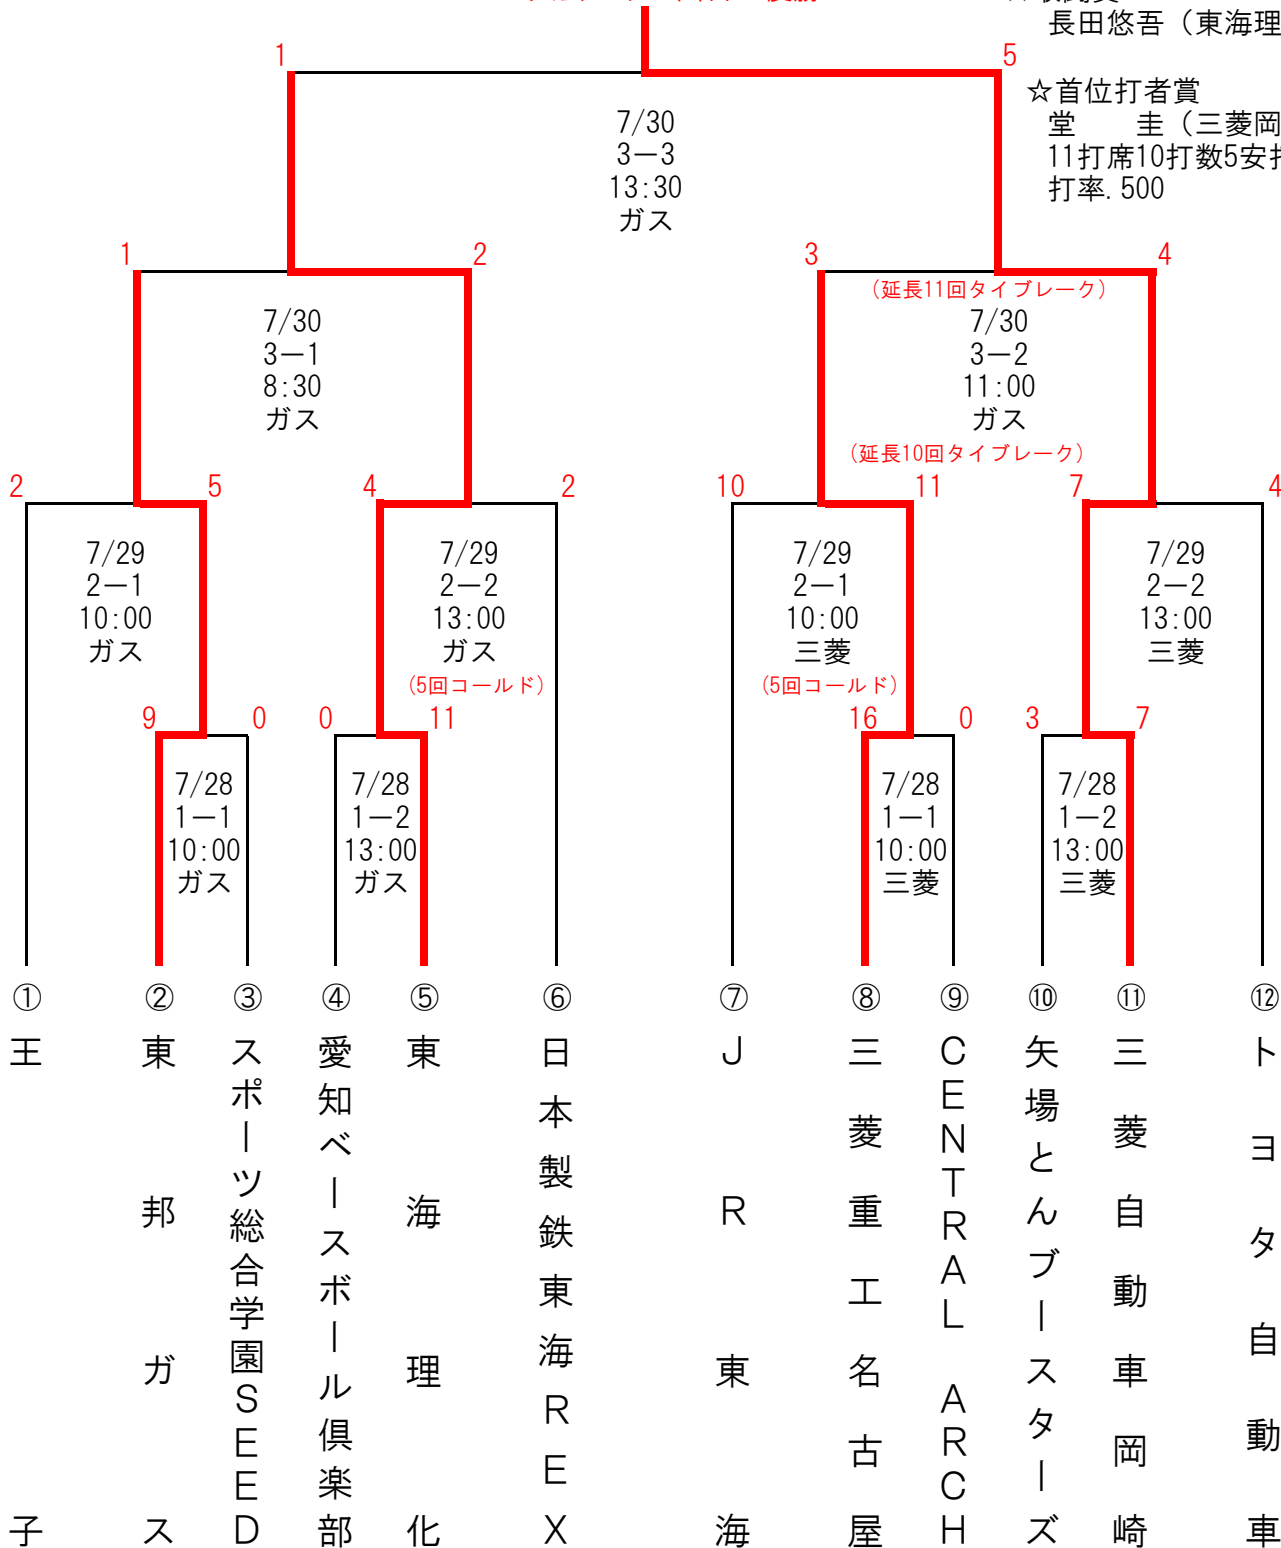 長田悠吾（東海理
1
5
☆首位打者賞
堂　　圭（三菱岡
11打席10打数5安打
打率.500
7/30
3－3
13:30
ガス
1
2
3
4
（延長11回タイブレーク）
7/30
3－1
8:30
ガス
7/30
3－2
11:00
ガス
（延長10回タイブレーク）
2
5
4
2
10
11
7
4
7/29
2－1
10:00
ガス
7/29
2－2
13:00
ガス
7/29
2－1
10:00
三菱
7/29
2－2
13:00
三菱
（5回コールド）
（5回コールド）
9
0
0
11
16
0
3
7
7/28
1－1
10:00
ガス
7/28
1－2
13:00
ガス
7/28
1－1
10:00
三菱
7/28
1－2
13:00
三菱
①
王子
②
東邦ガス
③
スポーツ総合学園SEED
④
愛知ベースボール倶楽部
⑤
東海理化
⑥
日本製鉄東海REX
⑦
JR東海
⑧
三菱重工名古屋
⑨
CENTRAL ARCH
⑩
矢場とんブースターズ
⑪
三菱自動車岡崎
⑫
トヨタ自動車